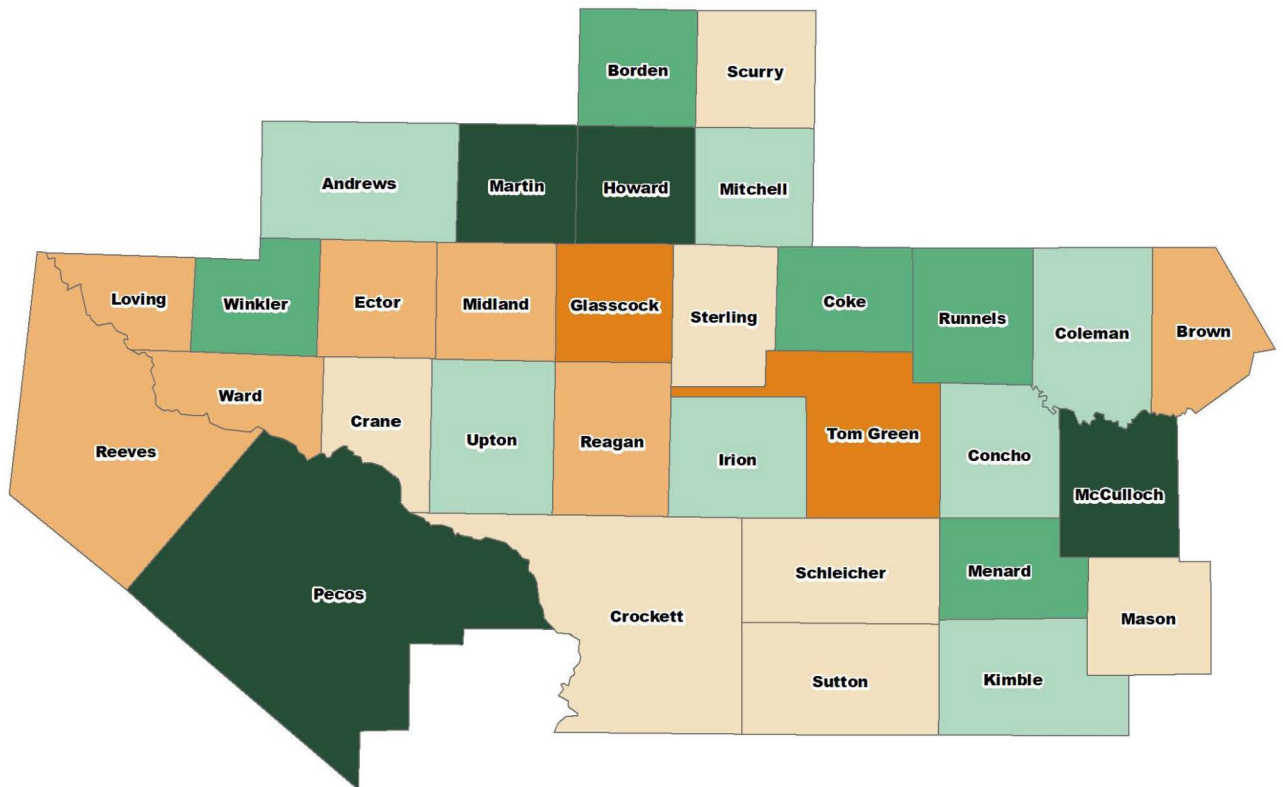 Borden
Scurry
Andrews
Martin
Howard
Mitchell
Loving
Winkler
Ector
Midland
Glasscock
Sterling
Coke
Runnels
Coleman
Brown
Ward
Crane
Reeves
Upton
Reagan
Irion
Tom Green
Concho
McCulloch
Pecos
Crockett
Schleicher
Menard
Mason
Sutton
Kimble